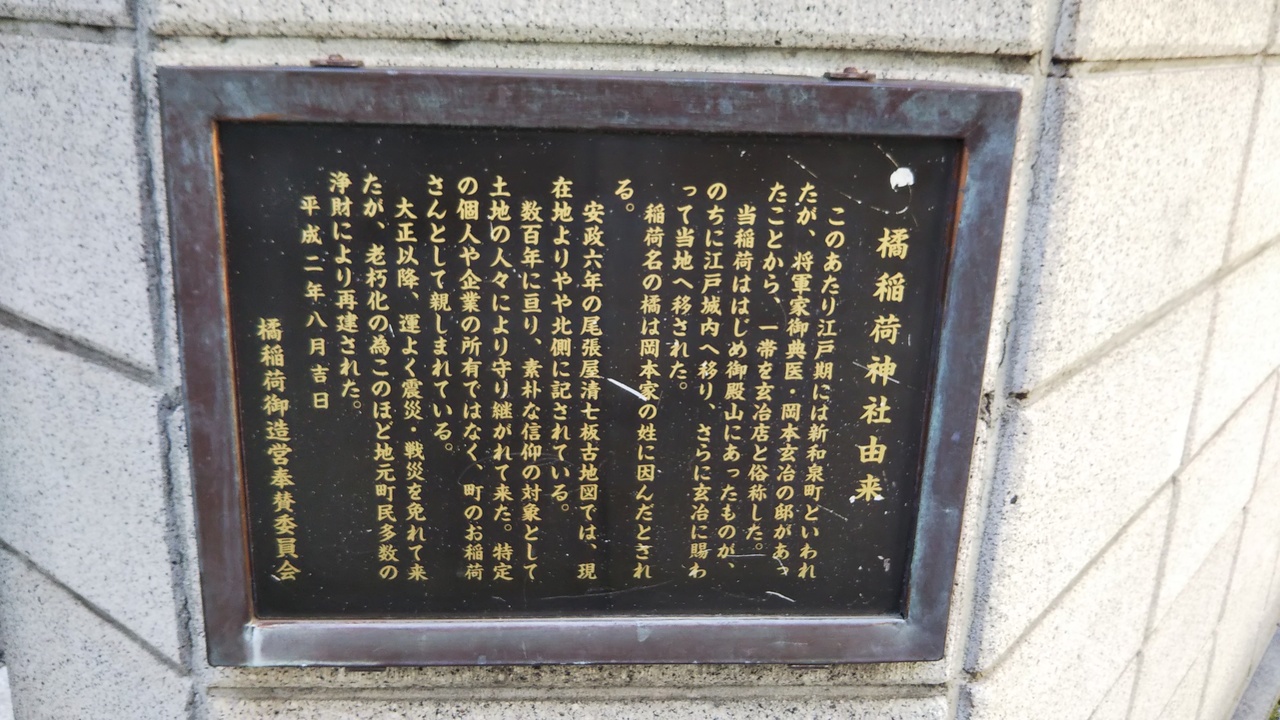 橘稲荷神社由来
このあたり江戸期には新和泉町といわれ
たが、将軍家御典医・岡本玄冶の邸があっ
たことから、一帯を玄冶店と俗称した。
当稲荷ははじめ御殿山にあったものが、
のちに江戸城内へ移り、さらに玄冶に賜わ
って当地へ移された。
稲荷名の橘は岡本家の姓に因んだとされ
る。
安政六年の尾張屋清七板古地図では、現
在地よりやや北側に記されている。
数百年に亘り、素朴な信仰の対象として
土地の人々により守り継がれて来た。特定
の個人や企業の所有ではなく、町のお稲荷
さんとして親しまれている。
大正以降、運よく震災・戦災を免れて来
たが、老朽化の為このほど地元町民多数の
浄財により再建された。
平成二年八月吉日
橘稲荷御造営奉賛委員会